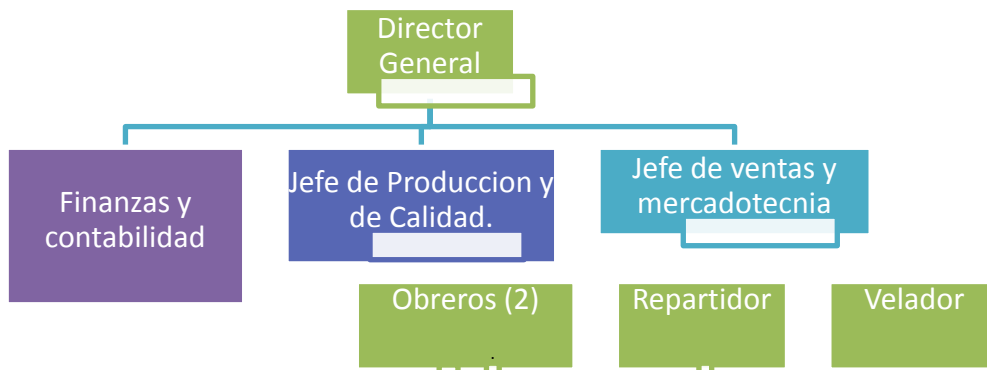 Director
General
Finanzas y
contabilidad
Jefe de Produccion y
de Calidad.
Jefe de ventas y
mercadotecnia
Obreros (2)
.
Repartidor
Velador